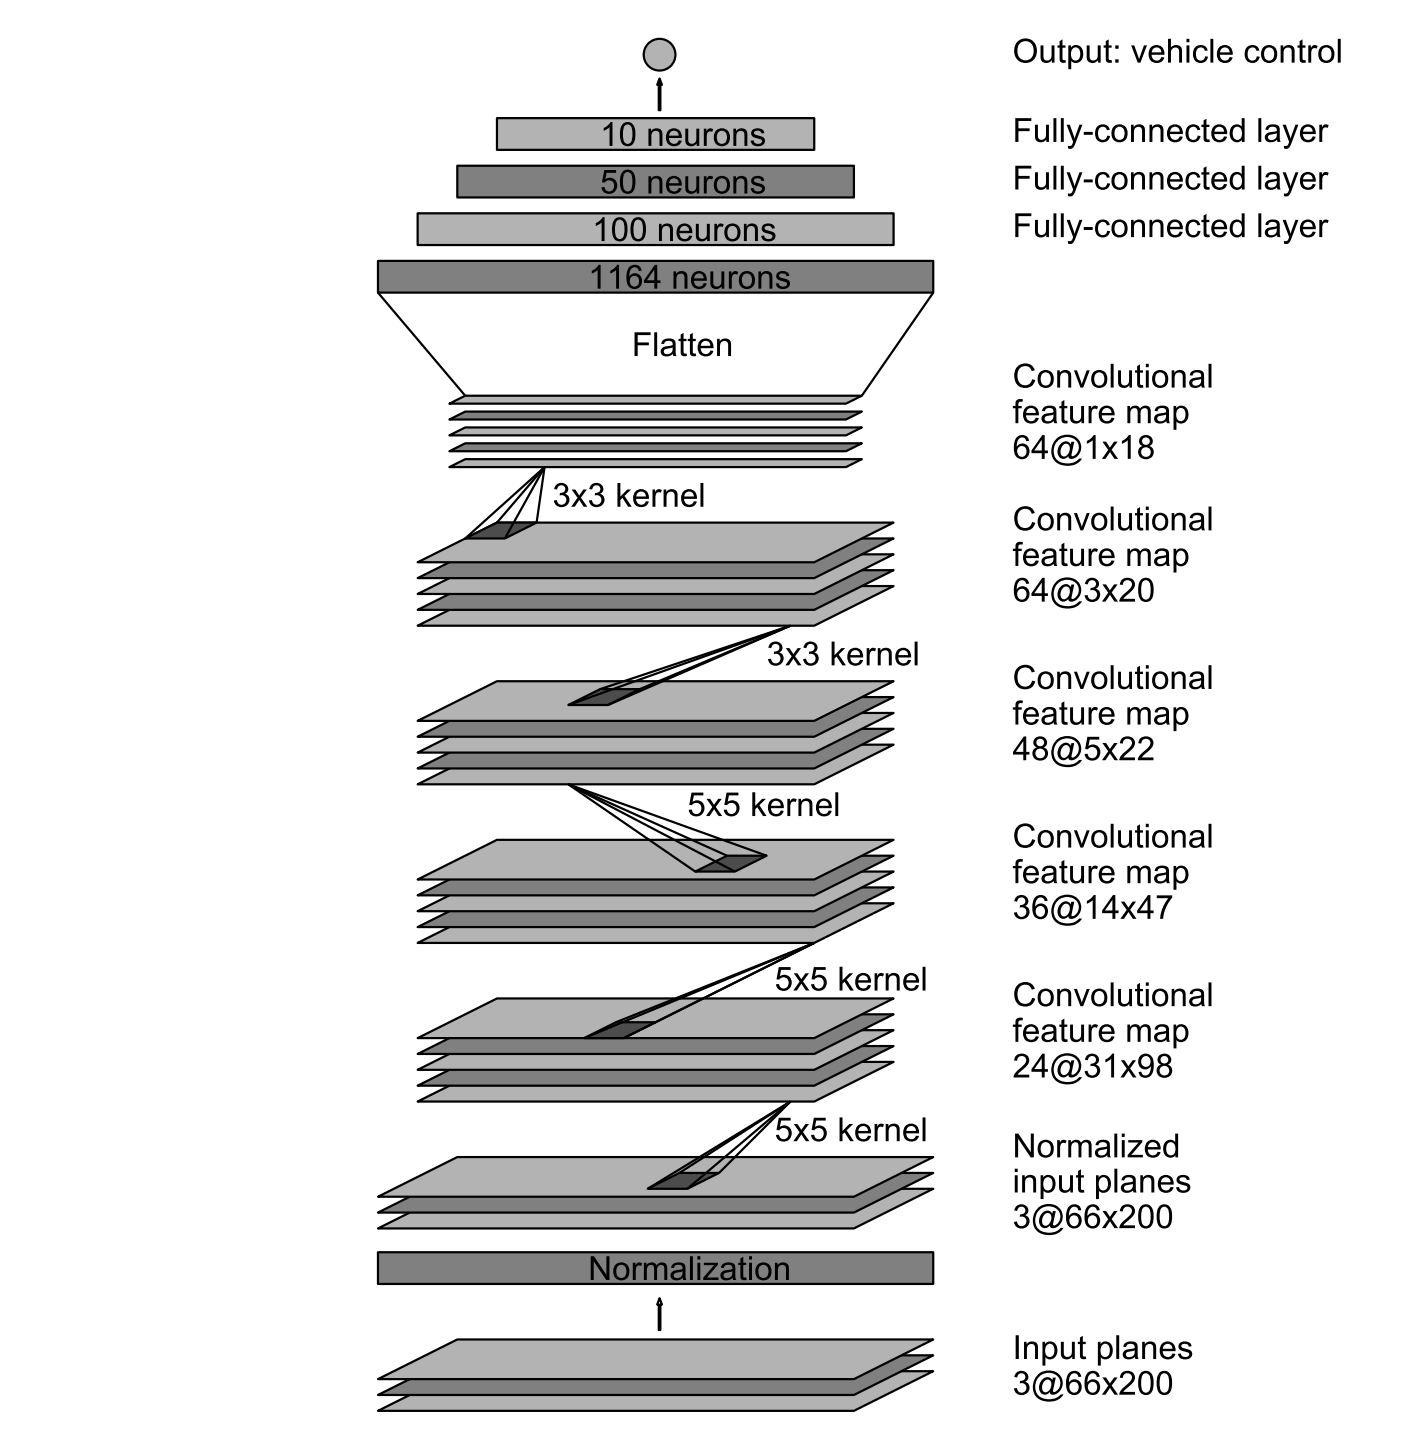 Output: vehicle control
10 neurons
Fully-connected layer
50 neurons
Fully-connected layer
100 neurons
Fully-connected layer
1164 neurons
Flatten
Convolutional
feature map
64@1x18
3x3 kernel
Convolutional
feature map
64@3x20
3x3 kernel
Convolutional
feature map
48@5x22
5x5 kernel
Convolutional
feature map
36@14x47
5x5 kernel
Convolutional
feature map
24@31x98
5x5 kernel
Normalized
input planes
3@66x200
Normalization
Input planes
3@66x200